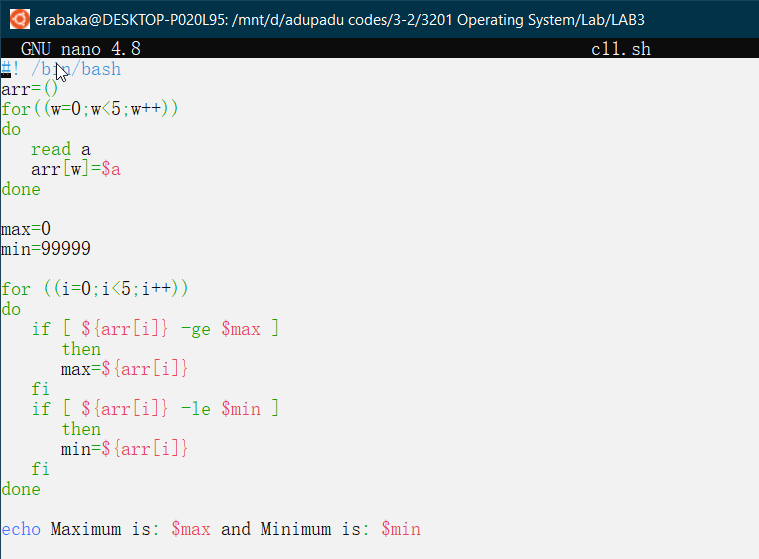 erabaka@DESKTOP-P020L95: /mnt/d/adupadu codes/3-2/3201 Operating System/Lab/LAB3
GNU nano 4.8 c11.sh
#! /bin/bash
arr=()
for((w=0;w<5;w++))
do
read a
arr[w]=$a
done
max=0
min=99999
for ((i=0;i<5;i++))
do
if [ ${arr[i]} -ge $max ]
then
max=${arr[i]}
fi
if [ ${arr[i]} -le $min ]
then
min=${arr[i]}
fi
done
echo Maximum is: $max and Minimum is: $min